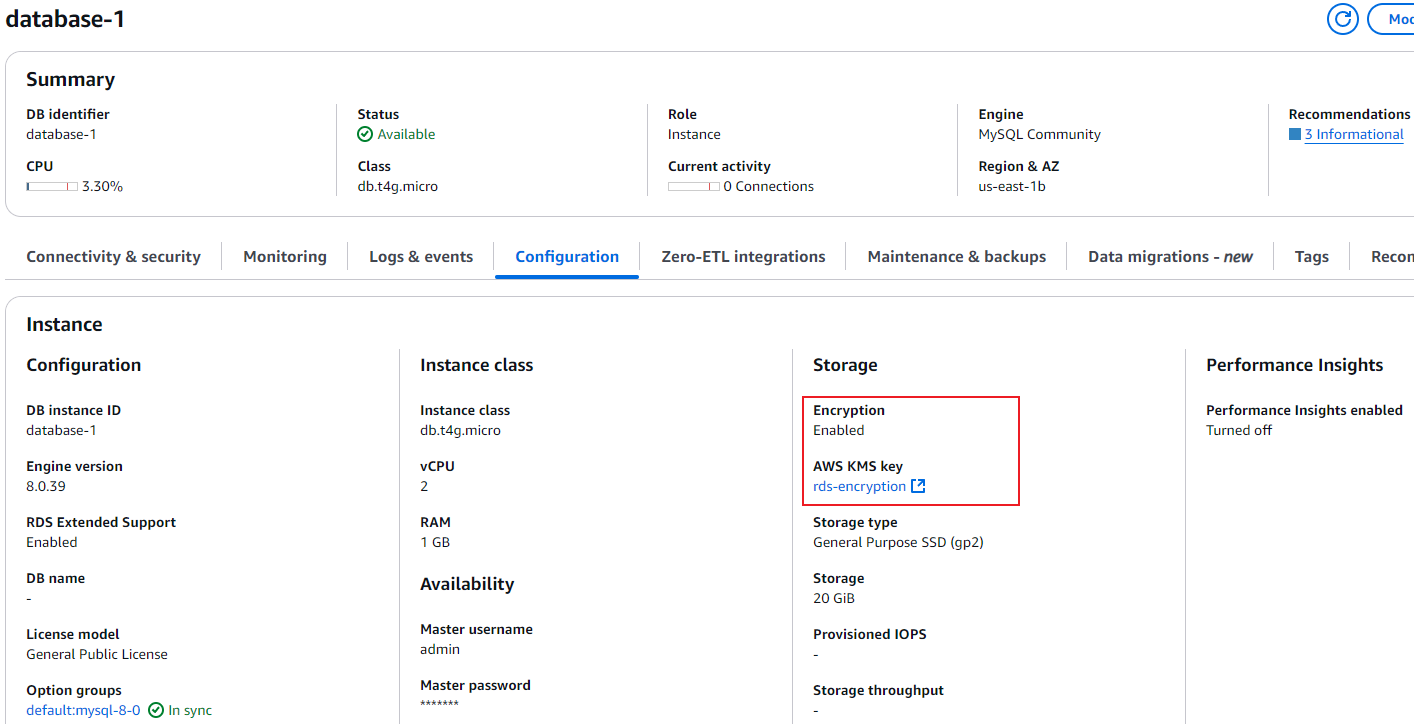 database-1
Mod
Summary
DB identifier
database-1
CPU
3.30%
Status
Available
Class
db.t4g.micro
Role
Instance
Current activity
0 Connections
Engine
MySQL Community
Region & AZ
us-east-1b
Recommendations
3 Informational
Connectivity & security
Monitoring
Logs & events
Configuration
Zero-ETL integrations
Maintenance & backups
Data migrations - new
Tags
Recon
Instance
Configuration
DB instance ID
database-1
Engine version
8.0.39
RDS Extended Support
Enabled
DB name
-
License model
General Public License
Option groups
default:mysql-8-0 In sync
Instance class
Instance class
db.t4g.micro
vCPU
2
RAM
1 GB
Availability
Master username
admin
Master password
*******
Storage
Encryption
Enabled
AWS KMS key
rds-encryption
Storage type
General Purpose SSD (gp2)
Storage
20 GiB
Provisioned IOPS
-
Storage throughput
-
Performance Insights
Performance Insights enabled
Turned off